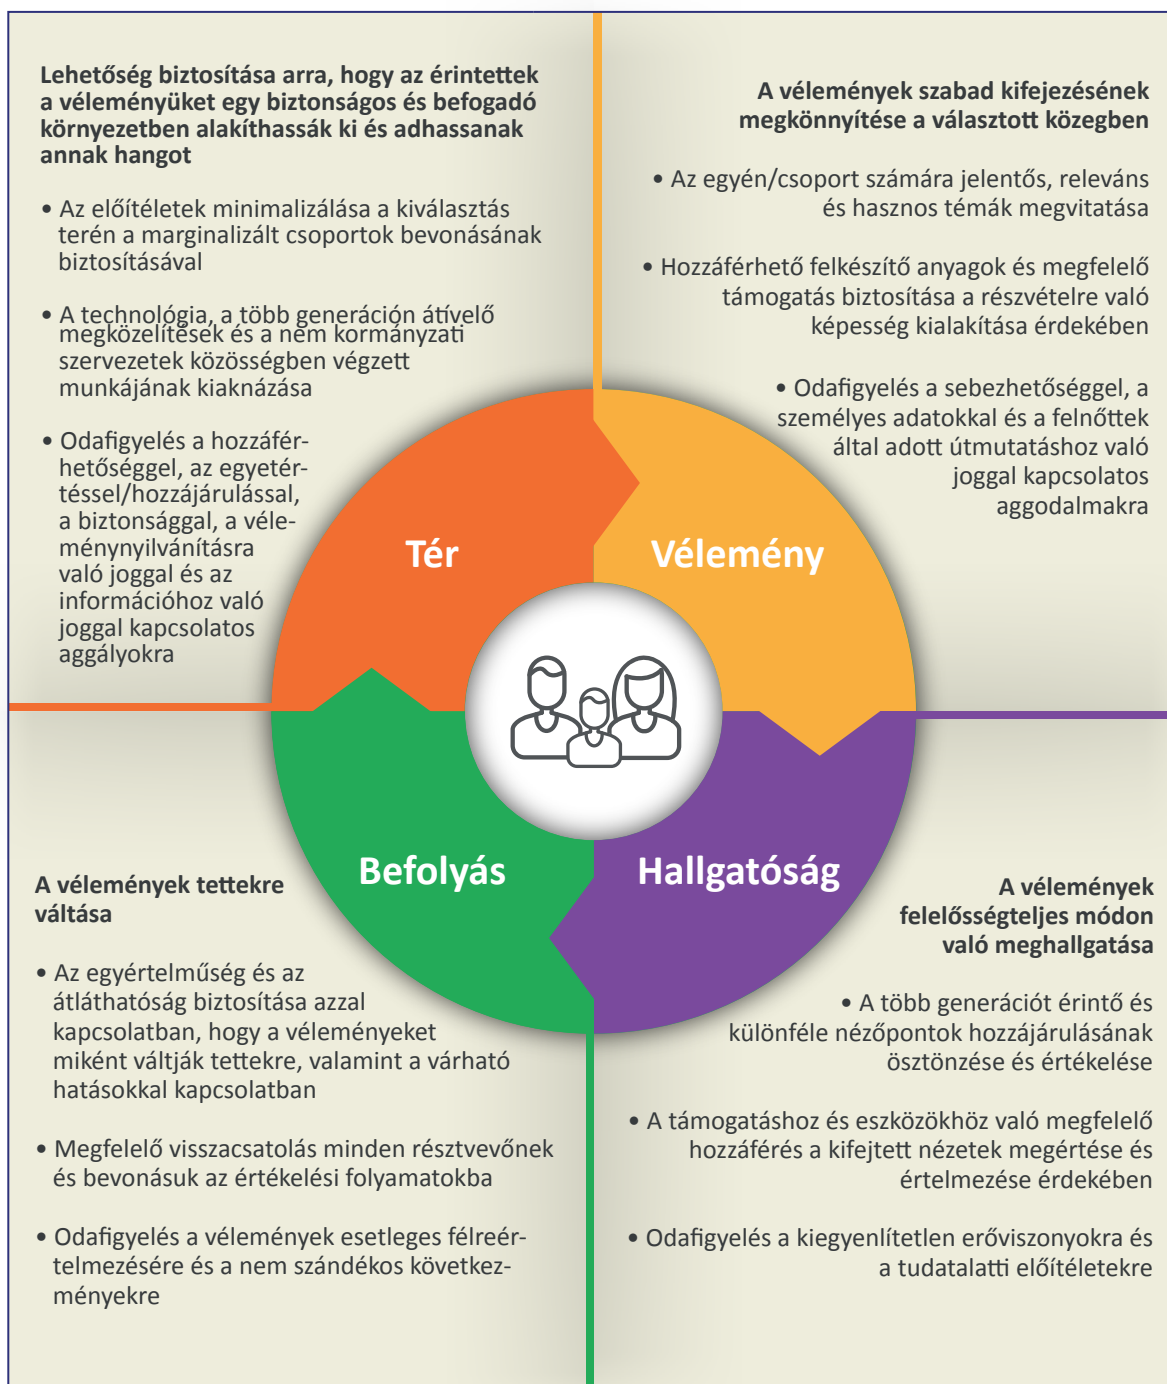 Lehetőség biztosítása arra, hogy az érintettek
a véleményüket egy biztonságos és befogadó
környezetben alakíthassák ki és adhassanak
annak hangot
• Az előítéletek minimalizálása a kiválasztás
terén a marginalizált csoportok bevonásának
biztosításával
• A technológia, a több generáción átívelő
megközelítések és a nem kormányzati
szervezetek közösségben végzett
munkájának kiaknázása
• Odafigyelés a hozzáfér-
hetőséggel, az egyetér-
téssel/hozzájárulással,
a biztonsággal, a véle-
ménynyilvánításra
való joggal és az
információhoz való
joggal kapcsolatos
aggályokra
A vélemények szabad kifejezésének
megkönnyítése a választott közegben
• Az egyén/csoport számára jelentős, releváns
és hasznos témák megvitatása
• Hozzáférhető felkészítő anyagok és megfelelő
támogatás biztosítása a részvételre való
képesség kialakítása érdekében
• Odafigyelés a sebezhetőséggel, a
személyes adatokkal és a felnőttek
által adott útmutatáshoz való
joggal kapcsolatos
aggodalmakra
Tér
Vélemény
Befolyás
Hallgatóság
A vélemények tettekre
váltása
• Az egyértelműség és az
átláthatóság biztosítása azzal
kapcsolatban, hogy a véleményeket
miként váltják tettekre, valamint a várható
hatásokkal kapcsolatban
• Megfelelő visszacsatolás minden résztvevőnek
és bevonásuk az értékelési folyamatokba
• Odafigyelés a vélemények esetleges félreér-
telmezésére és a nem szándékos következ-
ményekre
A vélemények
felelősségteljes módon
való meghallgatása
• A több generációt érintő és
különféle nézőpontok hozzájárulásának
ösztönzése és értékelése
• A támogatáshoz és eszközökhöz való megfelelő
hozzáférés a kifejtett nézetek megértése és
értelmezése érdekében
• Odafigyelés a kiegyenlítetlen erőviszonyokra és
a tudatalatti előítéletekre